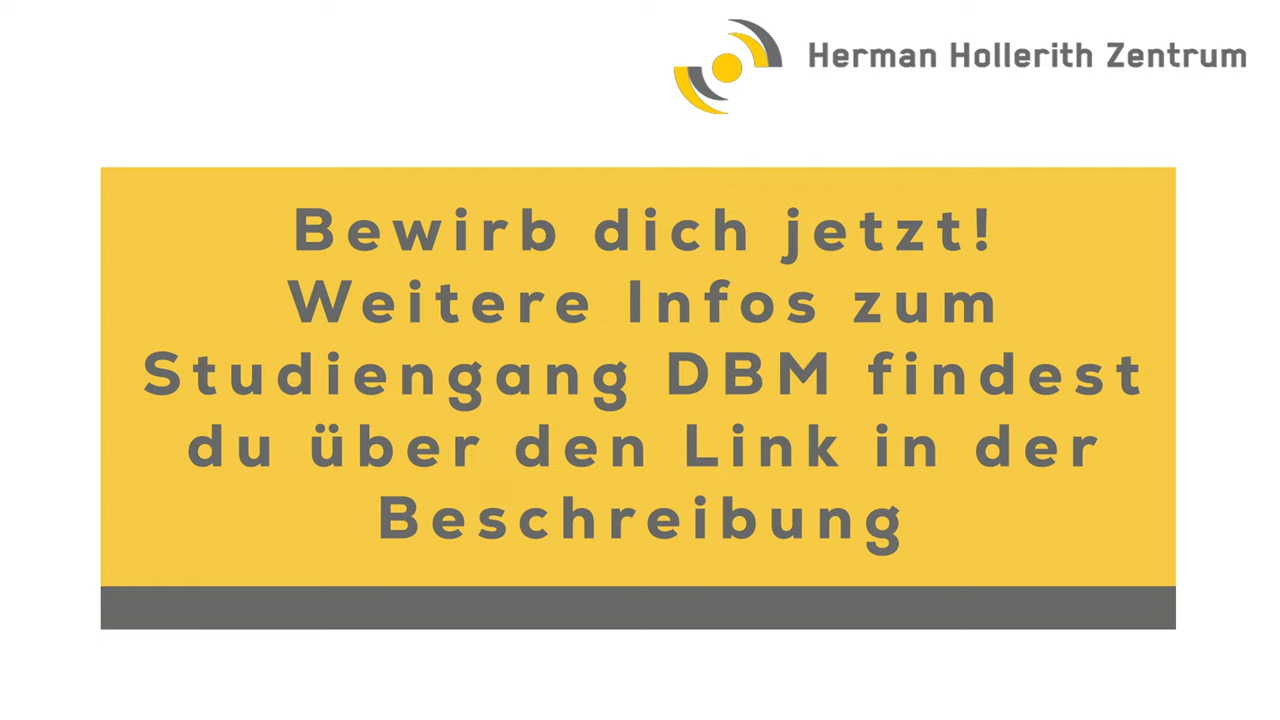 Herman Hollerith Zentrum
Bewirb dich jetzt!
Weitere Infos zum
Studiengang DBM findest
du über den Link in der
Beschreibung